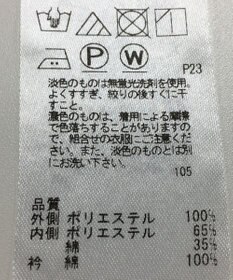 P W
P23
淡色のものは無蛍光洗剤を使用。
よくすすぎ、絞りの後すぐに干
すこと。
濃色のものは、着用による摩擦
で色落ちすることがありますの
で、組合せの衣服にご注意くだ
さい。また、淡色のものとは別
にお洗い下さい。
105
品質
外側 ポリエステル 100%
内側 ポリエステル 65%
綿 35%
衿 綿 100%